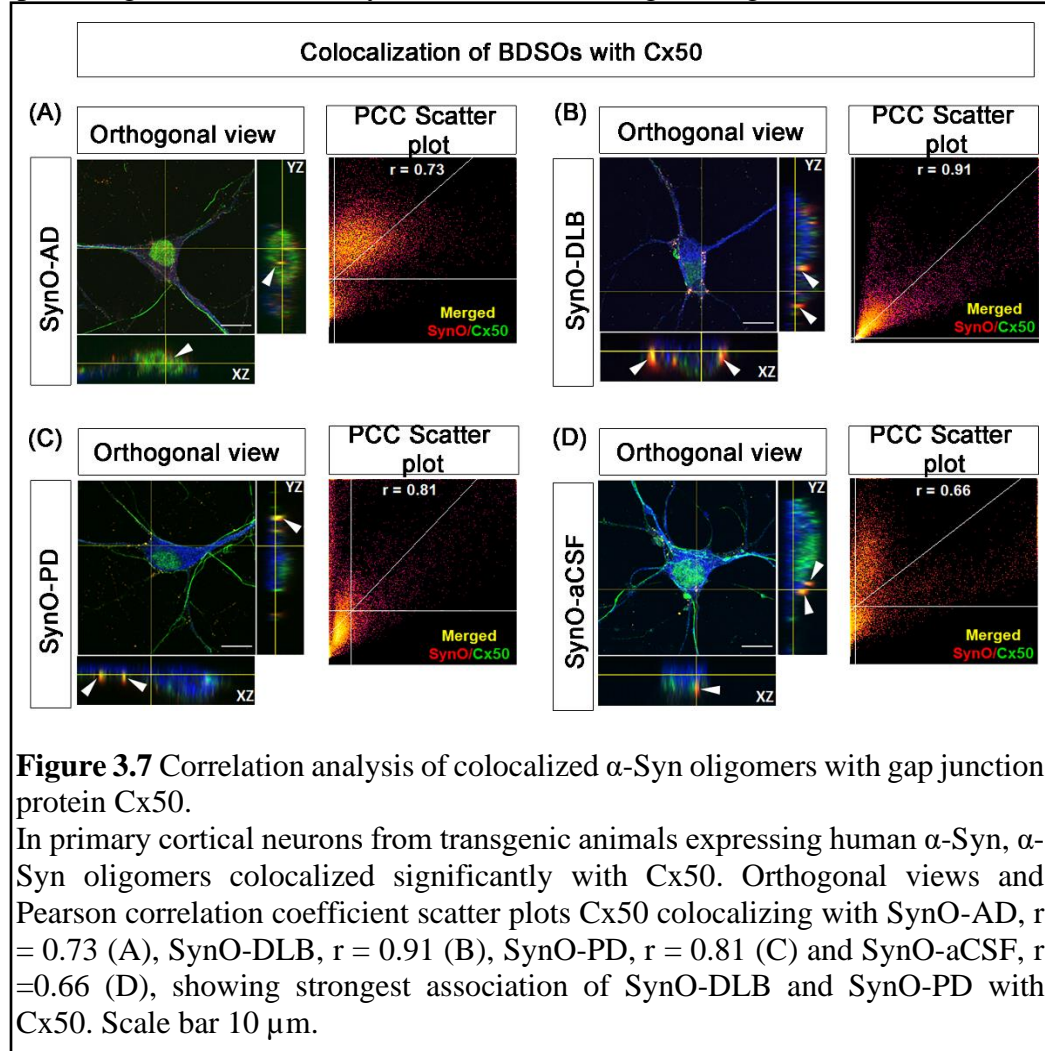 Colocalization of BDSOs with Cx50
(A)
Orthogonal view
PCC Scatter
plot
SynO-AD
YZ
XZ
r = 0.73
Merged
SynO/Cx50
(B)
Orthogonal view
PCC Scatter
plot
SynO-DLB
YZ
XZ
r = 0.91
Merged
SynO/Cx50
(C)
Orthogonal view
PCC Scatter
plot
SynO-PD
YZ
XZ
r = 0.81
Merged
SynO/Cx50
(D)
Orthogonal view
PCC Scatter
plot
SynO-aCSF
YZ
XZ
r = 0.66
Merged
SynO/Cx50
Figure 3.7 Correlation analysis of colocalized α-Syn oligomers with gap junction
protein Cx50.
In primary cortical neurons from transgenic animals expressing human α-Syn, α-
Syn oligomers colocalized significantly with Cx50. Orthogonal views and
Pearson correlation coefficient scatter plots Cx50 colocalizing with SynO-AD, r
= 0.73 (A), SynO-DLB, r = 0.91 (B), SynO-PD, r = 0.81 (C) and SynO-aCSF, r
=0.66 (D), showing strongest association of SynO-DLB and SynO-PD with
Cx50. Scale bar 10 µm.